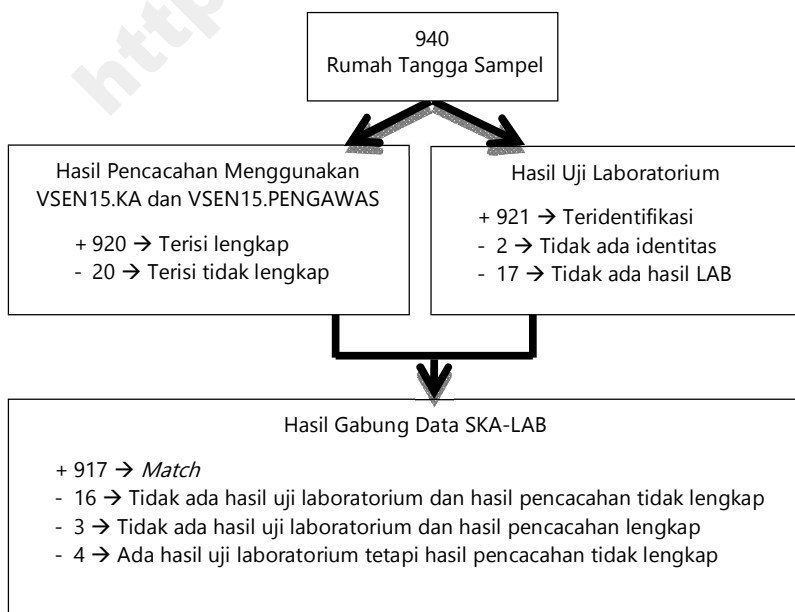 http
940
Rumah Tangga Sampel
Hasil Pencacahan Menggunakan
VSEN15.KA dan VSEN15.PENGAWAS
+ 920 → Terisi lengkap
- 20 → Terisi tidak lengkap
Hasil Uji Laboratorium
+ 921 → Teridentifikasi
- 2 → Tidak ada identitas
- 17 → Tidak ada hasil LAB
Hasil Gabung Data SKA-LAB
+ 917 → Match
- 16 → Tidak ada hasil uji laboratorium dan hasil pencacahan tidak lengkap
- 3 → Tidak ada hasil uji laboratorium dan hasil pencacahan lengkap
- 4 → Ada hasil uji laboratorium tetapi hasil pencacahan tidak lengkap